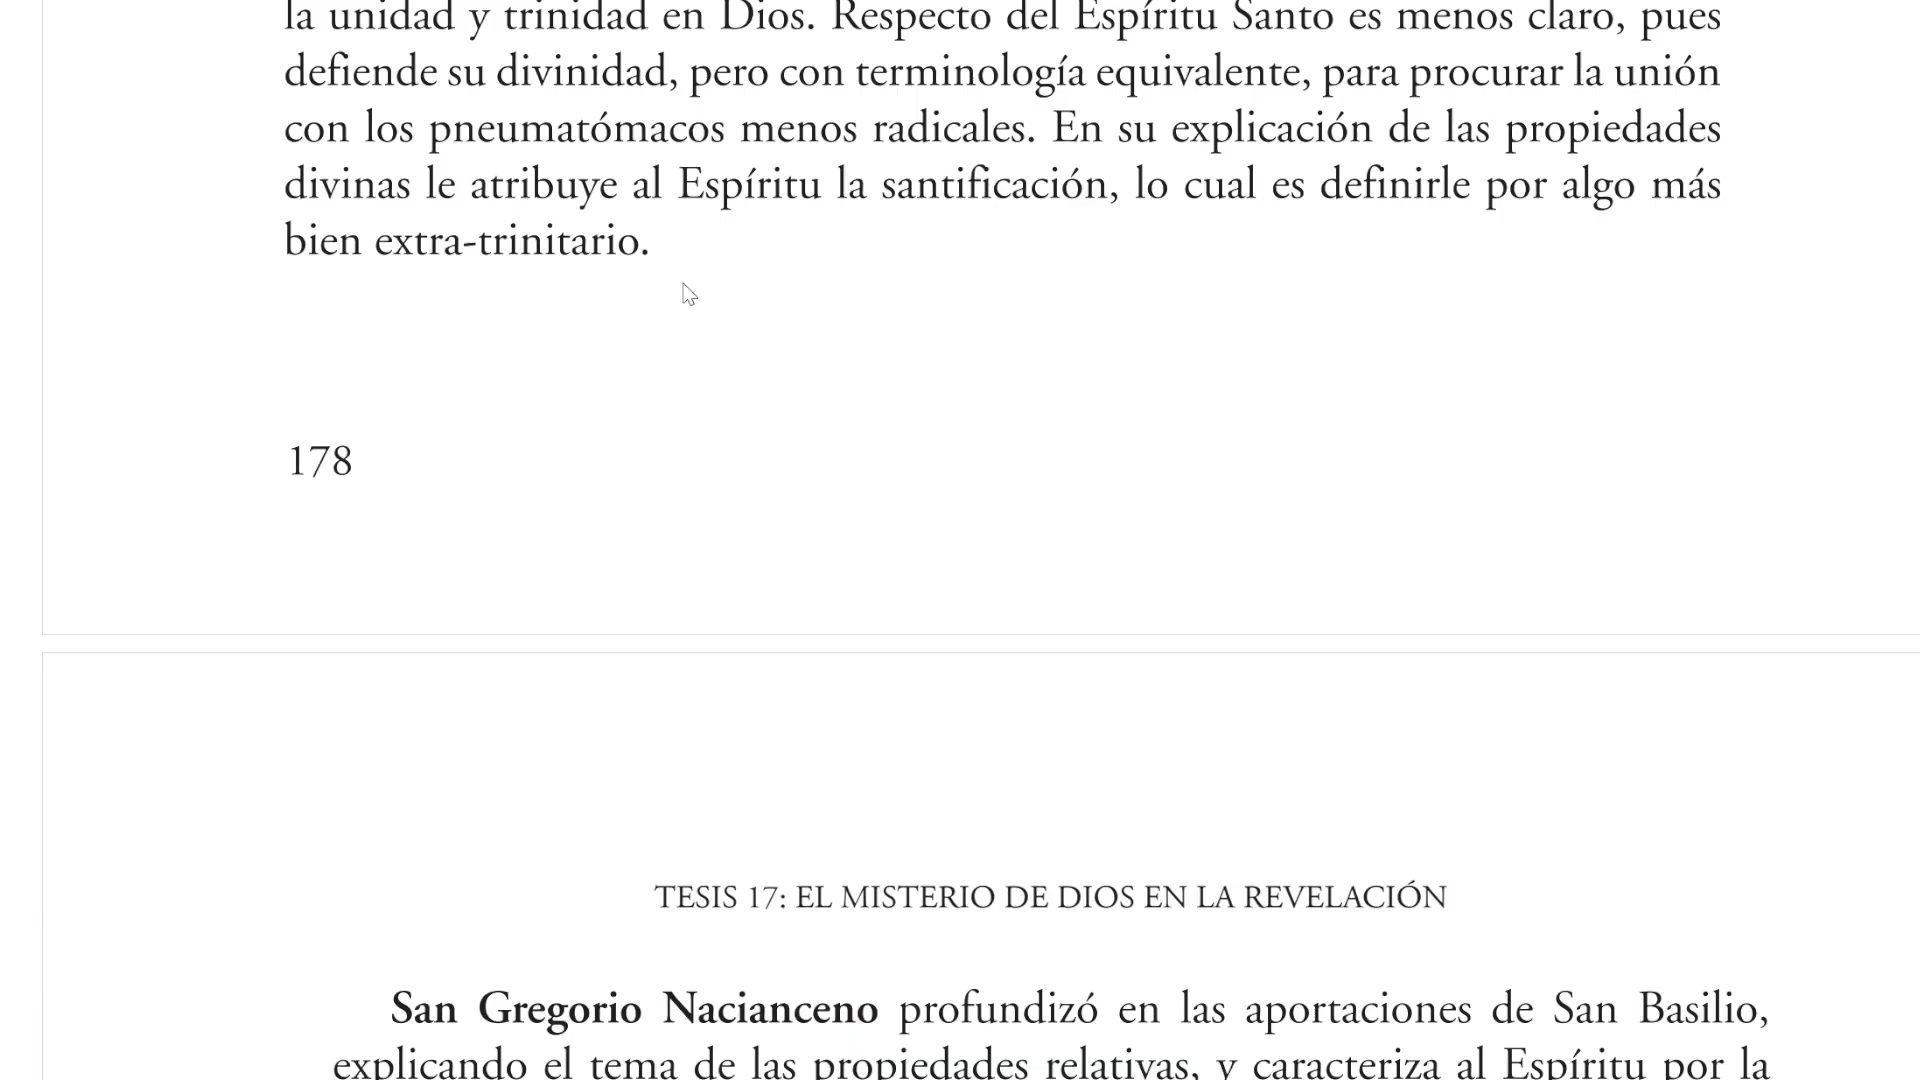 la unidad y trinidad en Dios. Respecto del Espíritu Santo es menos claro, pues
defiende su divinidad, pero con terminología equivalente, para procurar la unión
con los pneumatómacos menos radicales. En su explicación de las propiedades
divinas le atribuye al Espíritu la santificación, lo cual es definirle por algo más
bien extra-trinitario.
178
TESIS 17: EL MISTERIO DE DIOS EN LA REVELACIÓN
San Gregorio Nacianceno profundizó en las aportaciones de San Basilio,
explicando el tema de las propiedades relativas, y caracteriza al Espíritu por la